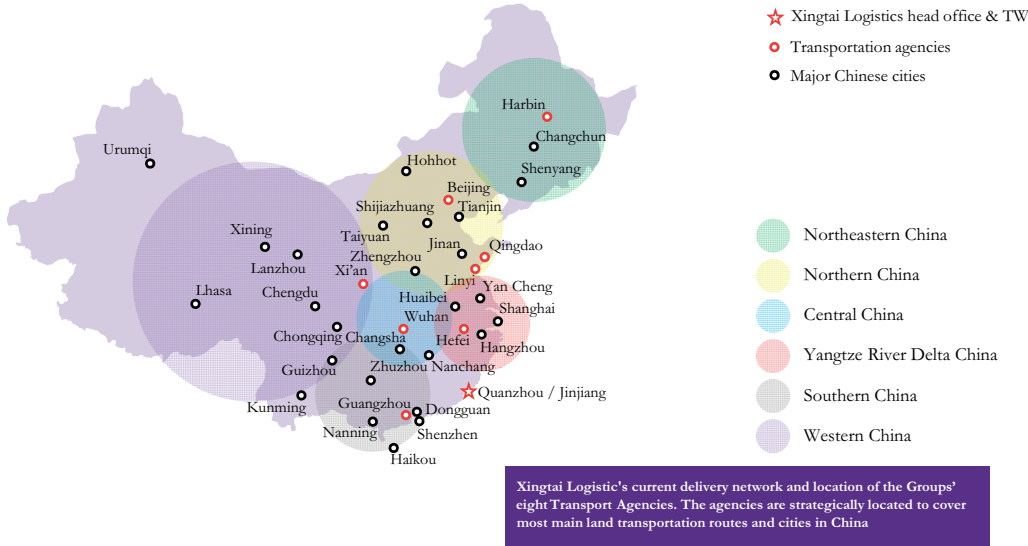 Xingtai Logistics head office & TW
Transportation agencies
Major Chinese cities
Harbin
Changchun
Shenyang
Urumqi
Hohhot
Beijing
Shijiazhuang
Tianjin
Taiyuan
Jinan
Qingdao
Xining
Zhengzhou
Lanzhou
Xi'an
Linyi
Lhasa
Chengdu
Huaibei
Yan Cheng
Wuhan
Shanghai
Chongqing
Changsha
Hefei
Hangzhou
Guizhou
Zhuzhou
Nanchang
Quanzhou / Jinjiang
Kunming
Guangzhou
Dongguan
Nanning
Shenzhen
Haikou
Northeastern China
Northern China
Central China
Yangtze River Delta China
Southern China
Western China
Xingtai Logistic's current delivery network and location of the Groups'
eight Transport Agencies. The agencies are strategically located to cover
most main land transportation routes and cities in China